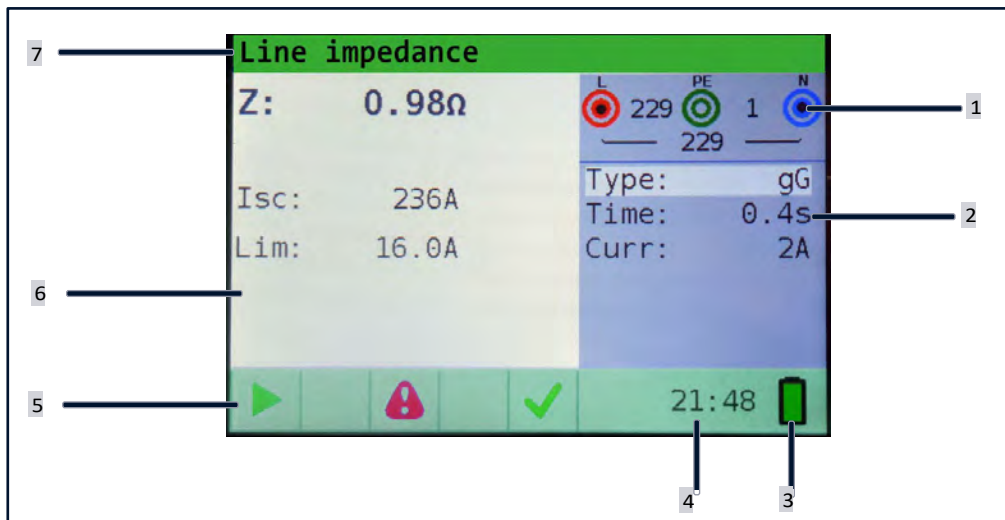 7
Line impedance
L PE N
Z: 0.98Ω
229 1
1
229
Type: gG
Isc: 236A
Time: 0.4s
2
Lim: 16.0A
Curr: 2A
6
5
21:48
4
3